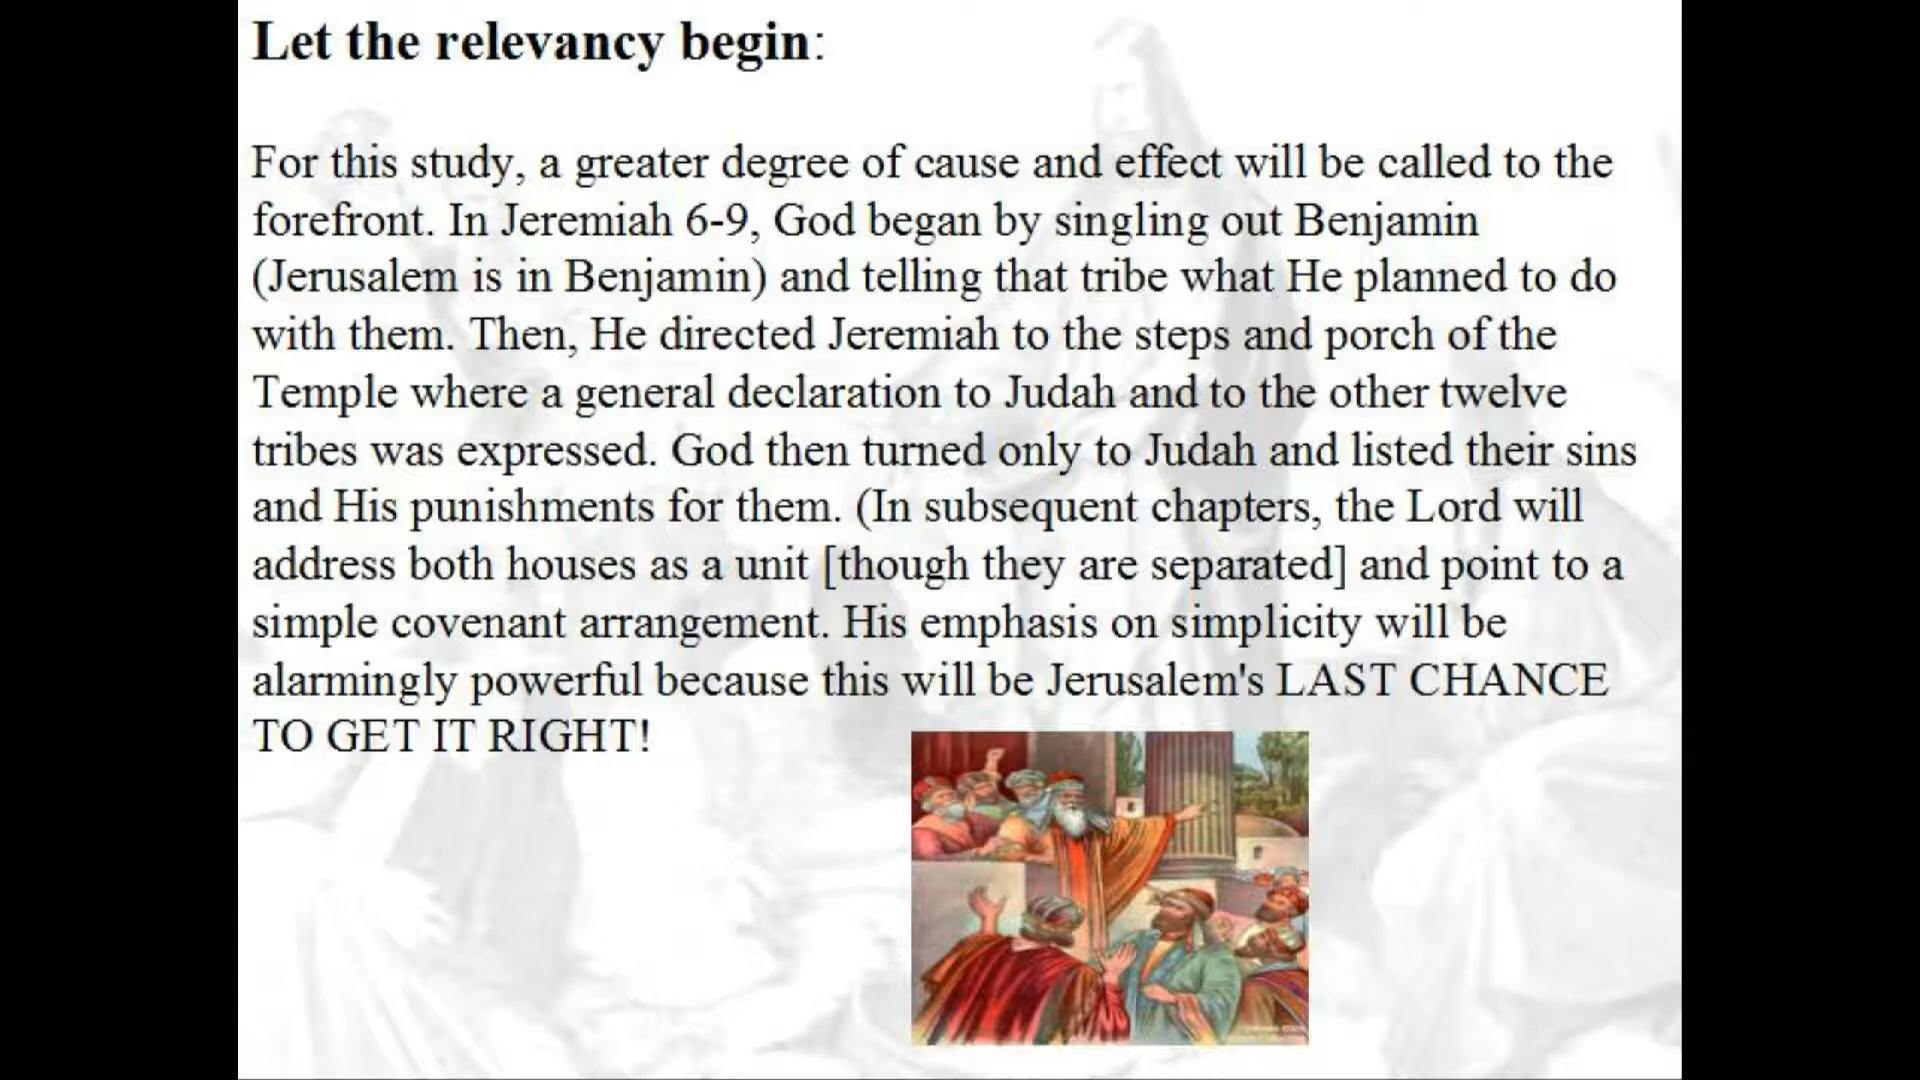 Let the relevancy begin:
For this study, a greater degree of cause and effect will be called to the
forefront. In Jeremiah 6-9, God began by singling out Benjamin
(Jerusalem is in Benjamin) and telling that tribe what He planned to do
with them. Then, He directed Jeremiah to the steps and porch of the
Temple where a general declaration to Judah and to the other twelve
tribes was expressed. God then turned only to Judah and listed their sins
and His punishments for them. (In subsequent chapters, the Lord will
address both houses as a unit [though they are separated] and point to a
simple covenant arrangement. His emphasis on simplicity will be
alarmingly powerful because this will be Jerusalem's LAST CHANCE
TO GET IT RIGHT!